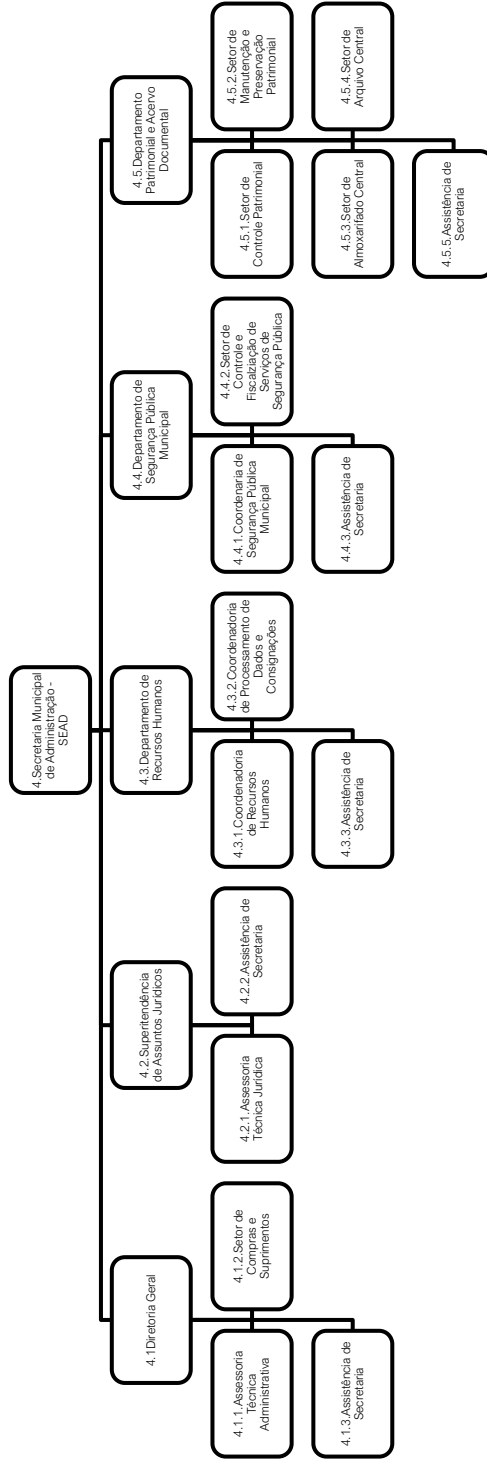 4.Secretaria Municipal
de Administração -
SEAD
4.1Diretoria Geral
4.1.1.Assessoria
Técnica
Administrativa
4.1.2.Setor de
Compras e
Suprimentos
4.1.3.Assistência de
Secretaria
4.2.Superitendência
de Assuntos Jurídicos
4.2.1.Assessoria
Técnica Jurídica
4.2.2.Assistência de
Secretaria
4.3.Departamento de
Recursos Humanos
4.3.1.Coordenadoria
de Recursos
Humanos
4.3.2.Coordenadoria
de Processamento de
Dados e
Consignações
4.3.3.Assistência de
Secretaria
4.4.Departamento de
Segurança Pública
Municipal
4.4.1.Coordenaria de
Segurança Pública
Municipal
4.4.2.Setor de
Controle e
Fiscalziação de
Serviços de
Segurança Pública
4.4.3.Assistência de
Secretaria
4.5.Departamento
Patrimonial e Acervo
Documental
4.5.1.Setor de
Controle Patrimonial
4.5.2.Setor de
Manutenção e
Preservação
Patrimonial
4.5.3.Setor de
Almoxarifado Central
4.5.4.Setor de
Arquivo Central
4.5.5.Assistência de
Secretaria